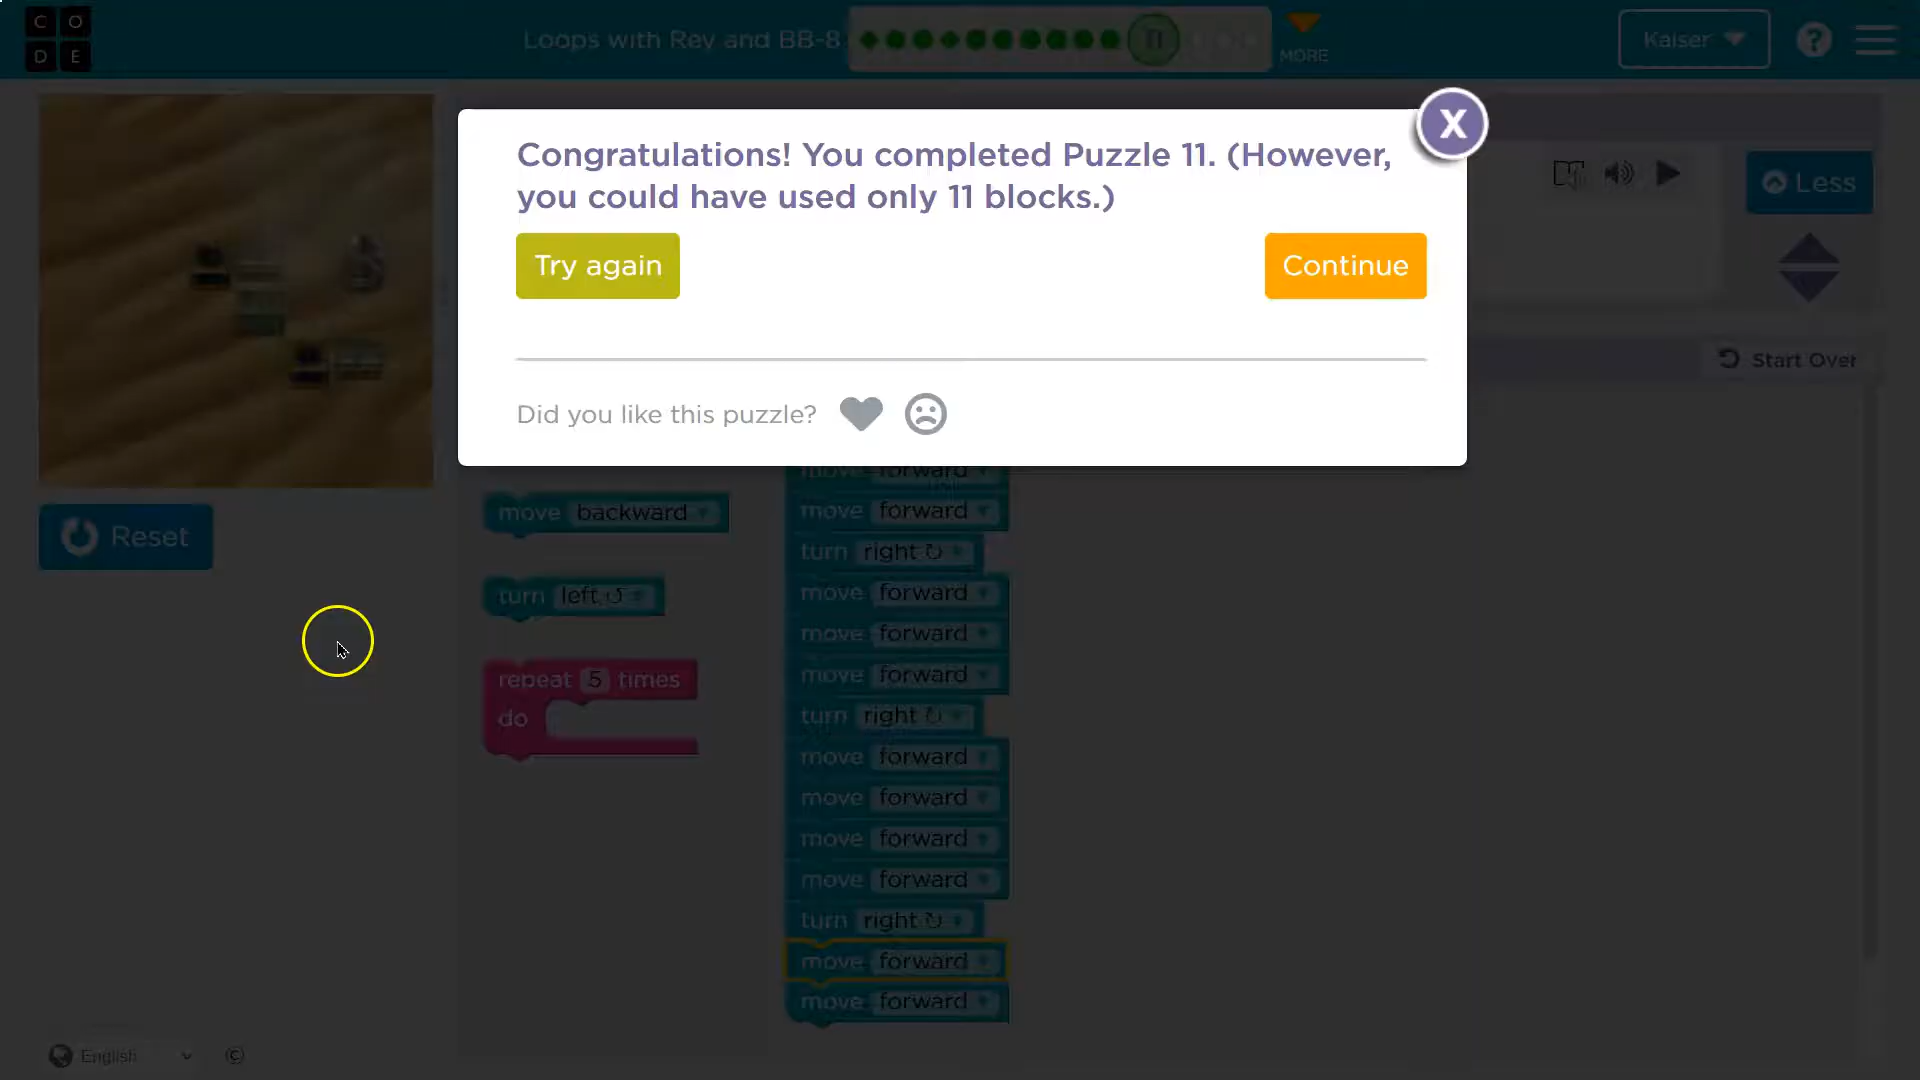 C O
D E
Loops with Rey and BB-8
11
MORE
Kaiser
?
Congratulations! You completed Puzzle 11. (However,
you could have used only 11 blocks.)
X
Try again
Continue
Did you like this puzzle?
Less
Start Over
Reset
move backward
turn left
repeat 5 times
do
move forward
move forward
turn right
move forward
move forward
move forward
turn right
move forward
move forward
move forward
move forward
turn right
move forward
move forward
English
©